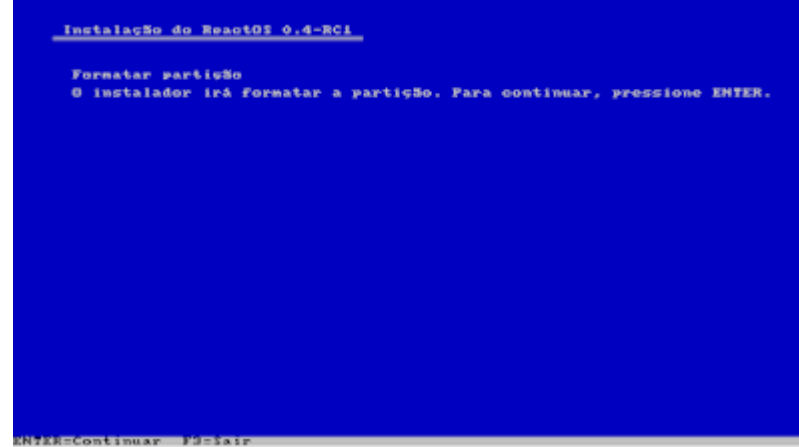 Instalação do ReactOS 0.4-RC1
Formatar partição
O instalador irá formatar a partição. Para continuar, pressione ENTER.
ENTER=Continuar F3=Sair